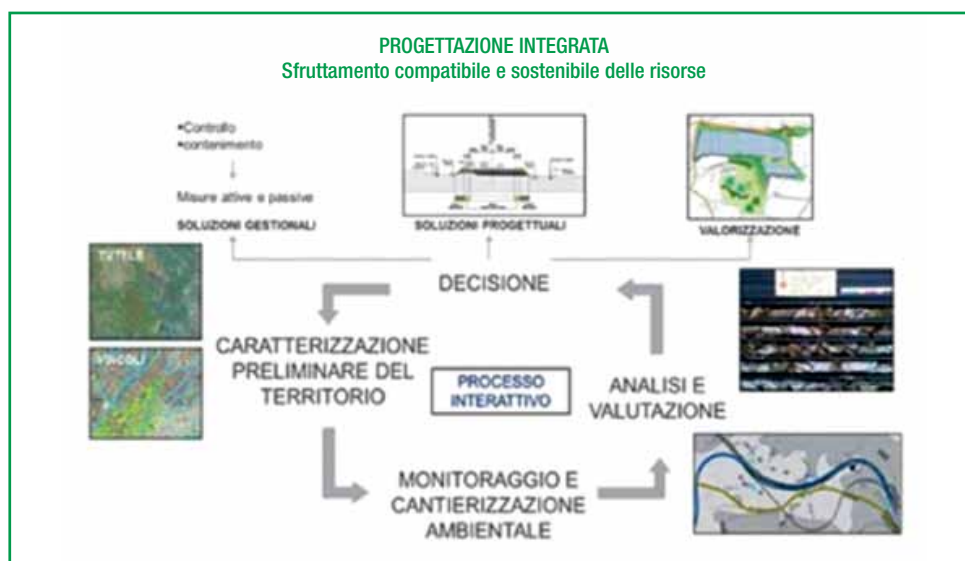 PROGETTAZIONE INTEGRATA
Sfruttamento compatibile e sostenibile delle risorse
•Controllo
•contenimento
Misure attive e passive
SOLUZIONI GESTIONALI
SOLUZIONI PROGETTUALI
VALORIZZAZIONE
TUTELE
DECISIONE
CARATTERIZZAZIONE
PRELIMINARE DEL
TERRITORIO
VINCOLI
PROCESSO
INTERATTIVO
ANALISI E
VALUTAZIONE
MONITORAGGIO E
CANTIERIZZAZIONE
AMBIENTALE